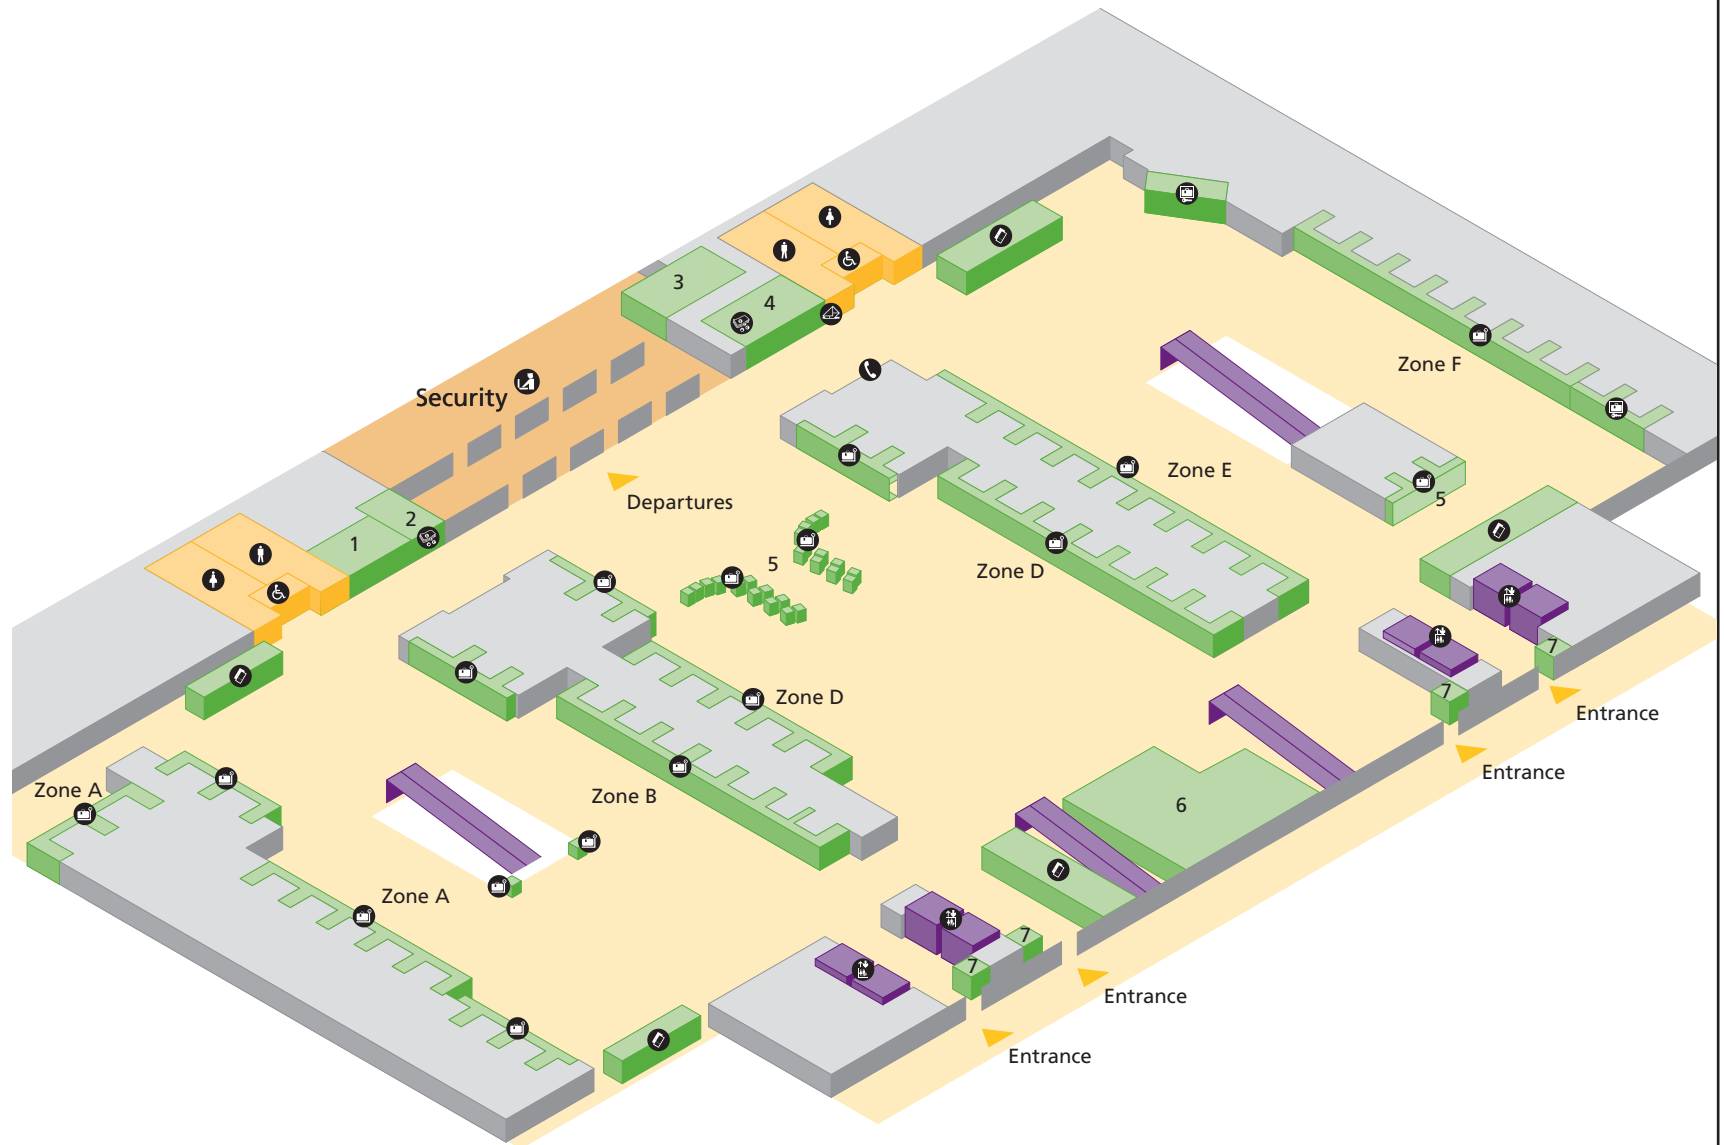 3
4
Zone F
Security
Zone E
5
Departures
2
1
5
Zone D
7
7
Entrance
Zone D
Entrance
Zone A
Zone B
6
Zone A
7
7
Entrance
Entrance